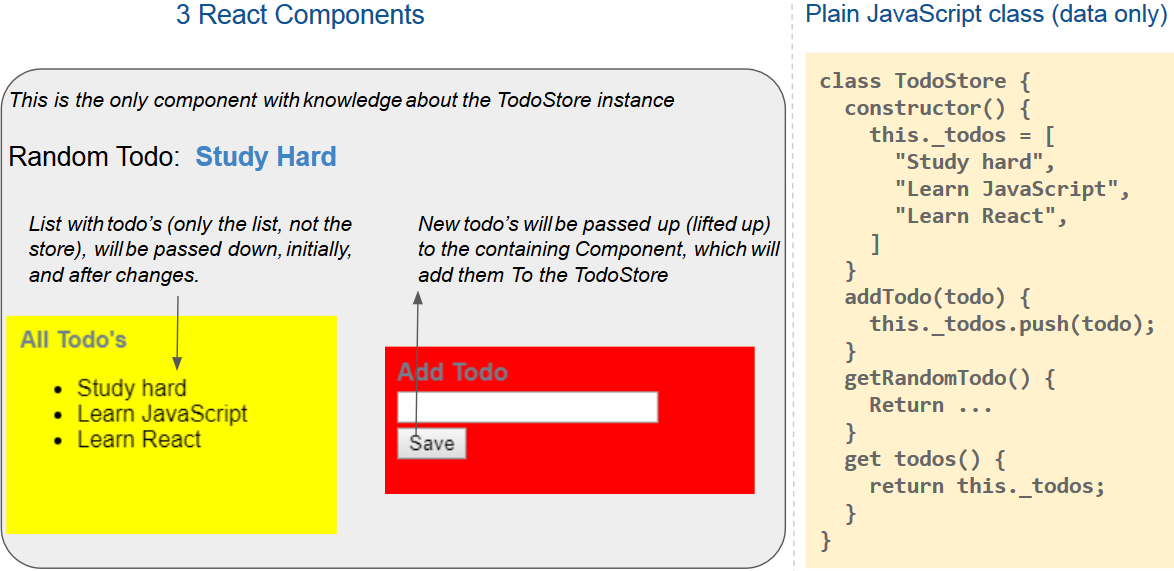 3 React Components
This is the only component with knowledge about the TodoStore instance
Random Todo: Study Hard
List with todo's (only the list, not the
store), will be passed down, initially,
and after changes.
New todo's will be passed up (lifted up)
to the containing Component, which will
add them To the TodoStore
All Todo's
• Study hard
• Learn JavaScript
• Learn React
Add Todo
Save
Plain JavaScript class (data only)
class TodoStore {
  constructor() {
    this._todos = [
      "Study hard",
      "Learn JavaScript",
      "Learn React",
    ]
  }
  addTodo(todo) {
    this._todos.push(todo);
  }
  getRandomTodo() {
    Return ...
  }
  get todos() {
    return this._todos;
  }
}